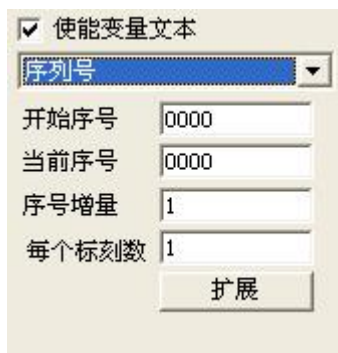 使能变量文本
序列号
开始序号 0000
当前序号 0000
序号增量 1
每个标刻数 1
扩展